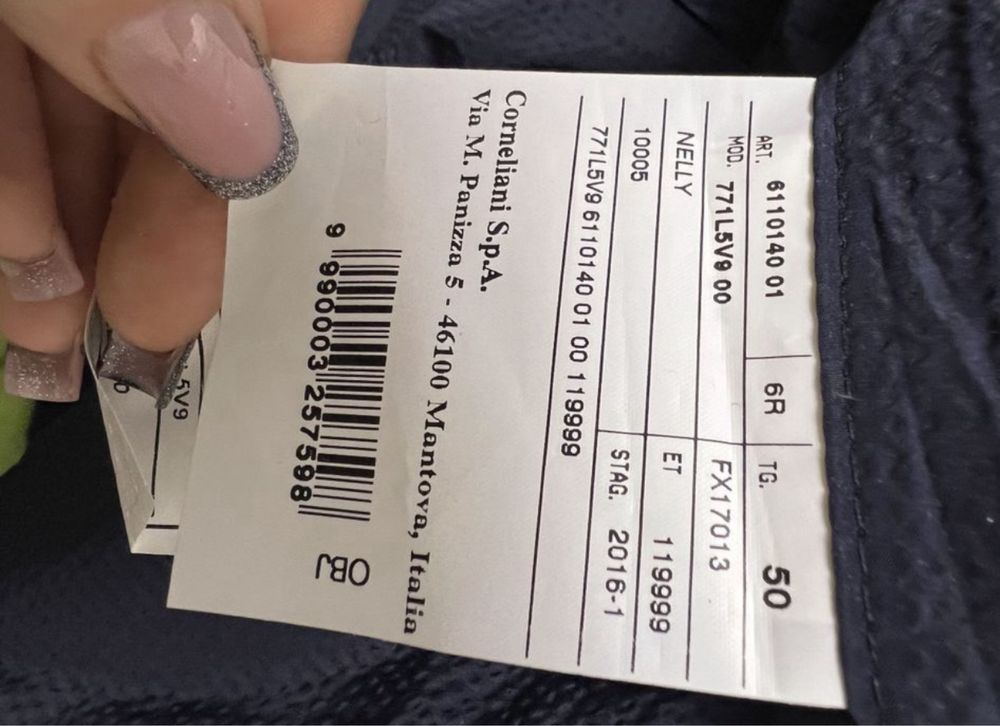 ART. 6110140 01 6R TG. 50
MOD. 771L5V9 00 FX17013
NELLY ET 119999
10005 STAG. 2016-1
771L5V9 6110140 01 00 119999
Corneliani S.p.A.
Via M. Panizza 5 - 46100 Mantova, Italia
9 990003 257598
OBJ
5V9